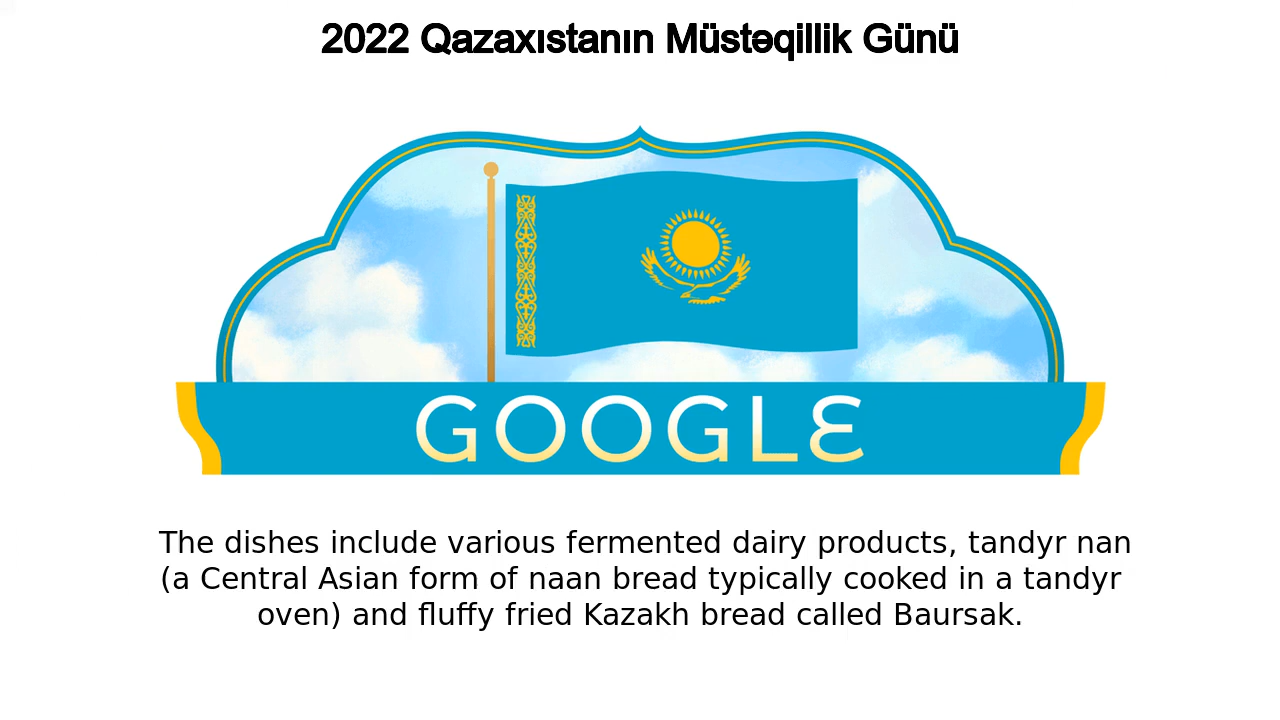 2022 Qazaxıstanın Müstəqillik Günü
GOOGLE
The dishes include various fermented dairy products, tandyr nan
(a Central Asian form of naan bread typically cooked in a tandyr
oven) and fluffy fried Kazakh bread called Baursak.